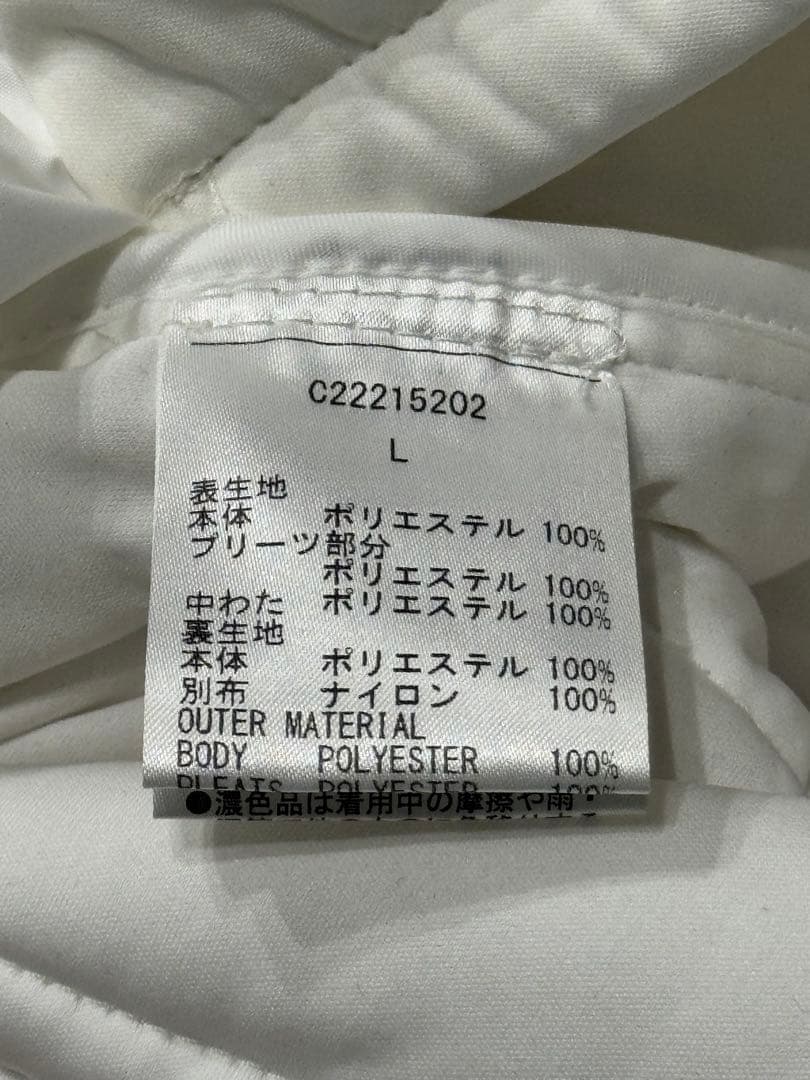 C22215202
L
表生地
本体 ポリエステル 100%
プリーツ部分
ポリエステル 100%
中わた ポリエステル 100%
裏生地
本体 ポリエステル 100%
別布 ナイロン 100%
OUTER MATERIAL
BODY POLYESTER 100%
PLEATS POLYESTER 100%
●濃色品は着用中の摩擦や雨・